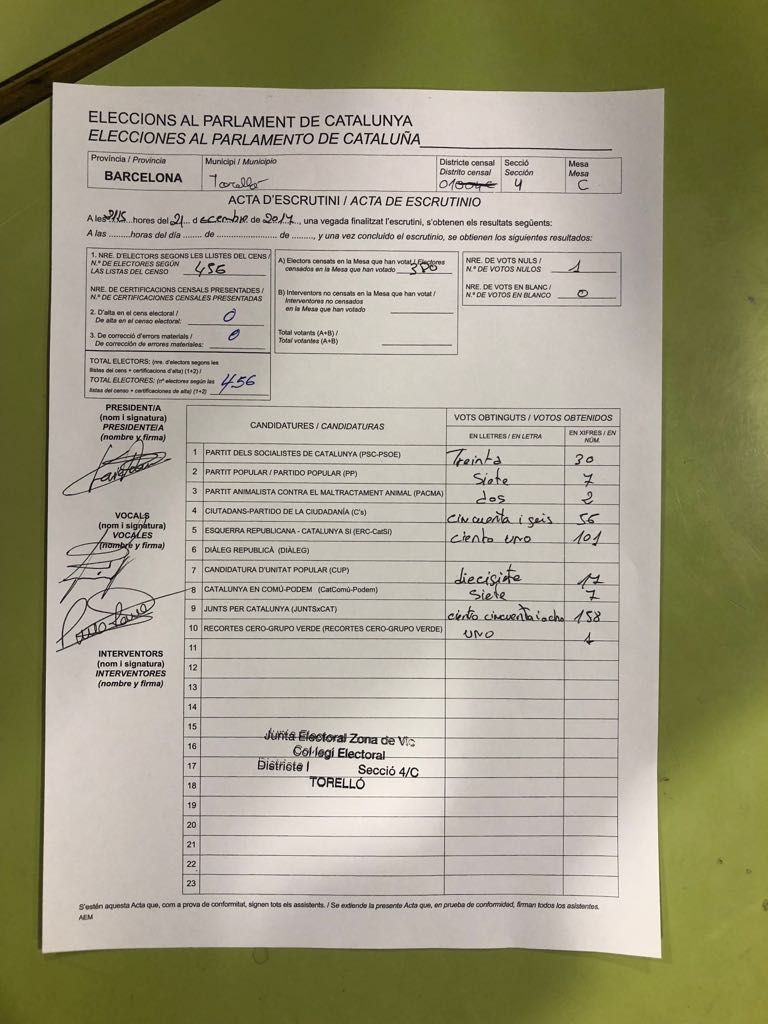 ELECCIONS AL PARLAMENT DE CATALUNYA
ELECCIONES AL PARLAMENTO DE CATALUÑA
Província / Provincia
BARCELONA
Municipi / Municipio
Torelló
Districte censal
Distrito censal
01
Secció
Sección
4
Mesa
Mesa
C
ACTA D'ESCRUTINI / ACTA DE ESCRUTINIO
A les 21'15 hores del 21 de desembre de 2017, una vegada finalitzat l'escrutini, s'obtenen els resultats següents:
A las .........horas del día ....... de ................. de ........., y una vez concluido el escrutinio, se obtienen los siguientes resultados:
1. NRE. D'ELECTORS SEGONS LES LLISTES DEL CENS /
N.º DE ELECTORES SEGÚN
LAS LISTAS DEL CENSO 456
NRE. DE CERTIFICACIONS CENSALS PRESENTADES /
N.º DE CERTIFICACIONES CENSALES PRESENTADAS
2. D'alta en el cens electoral /
De alta en el censo electoral: 0
3. De correcció d'errors materials /
De corrección de errores materiales: 0
TOTAL ELECTORS: (nre. d'electors segons les
llistes del cens + certificacions d'alta) (1+2) /
TOTAL ELECTORES: (nº electores según las 456
listas del censo + certificaciones de alta) (1+2)
A) Electors censats en la Mesa que han votat / Electores
censados en la Mesa que han votado 380
B) Interventors no censats en la Mesa que han votat /
Interventores no censados
en la Mesa que han votado
Total votants (A+B) /
Total votantes (A+B)
NRE. DE VOTS NULS /
N.º DE VOTOS NULOS 1
NRE. DE VOTS EN BLANC /
N.º DE VOTOS EN BLANCO 0
PRESIDENT/A
(nom i signatura)
PRESIDENTE/A
(nombre y firma)
VOCALS
(nom i signatura)
VOCALES
(nombre y firma)
INTERVENTORS
(nom i signatura)
INTERVENTORES
(nombre y firma)
CANDIDATURES / CANDIDATURAS
VOTS OBTINGUTS / VOTOS OBTENIDOS
EN LLETRES / EN LETRA
EN XIFRES / EN
NÚM.
1 PARTIT DELS SOCIALISTES DE CATALUNYA (PSC-PSOE) Treinta 30
2 PARTIT POPULAR / PARTIDO POPULAR (PP) Siete 7
3 PARTIT ANIMALISTA CONTRA EL MALTRACTAMENT ANIMAL (PACMA) dos 2
4 CIUTADANS-PARTIDO DE LA CIUDADANÍA (C's) cincuenta i seis 56
5 ESQUERRA REPUBLICANA - CATALUNYA SÍ (ERC-CatSí) ciento uno 101
6 DIÀLEG REPUBLICÀ (DIÀLEG)
7 CANDIDATURA D'UNITAT POPULAR (CUP) diecisiete 17
8 CATALUNYA EN COMÚ-PODEM (CatComú-Podem) Siete 7
9 JUNTS PER CATALUNYA (JUNTSxCAT) ciento cincuenta i ocho 158
10 RECORTES CERO-GRUPO VERDE (RECORTES CERO-GRUPO VERDE) uno 1
11
12
13
14
15
16
17
18
19
20
21
22
23
Junta Electoral Zona de Vic
Col·legi Electoral
Districte I Secció 4/C
TORELLÓ
S'estén aquesta Acta que, com a prova de conformitat, signen tots els assistents. / Se extiende la presente Acta que, en prueba de conformidad, firman todos los asistentes.
AEM